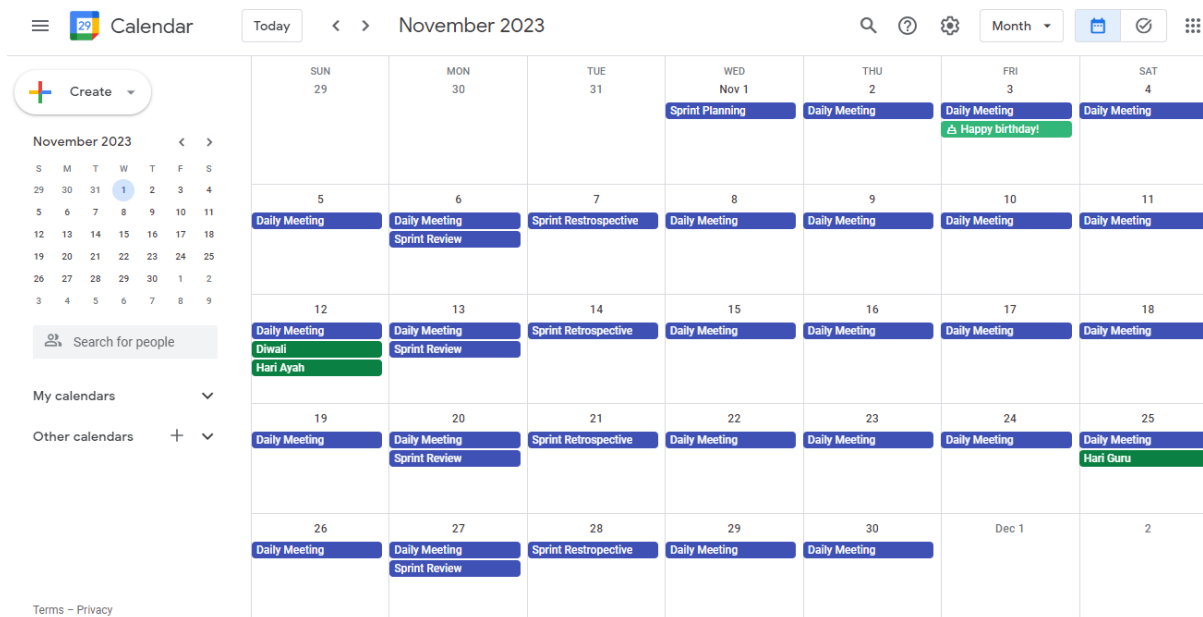 29 Calendar Today November 2023 Month
Create
November 2023
S M T W T F S
29 30 31 1 2 3 4
5 6 7 8 9 10 11
12 13 14 15 16 17 18
19 20 21 22 23 24 25
26 27 28 29 30 1 2
3 4 5 6 7 8 9
Search for people
My calendars
Other calendars
Terms – Privacy
SUN MON TUE WED THU FRI SAT
29 30 31 Nov 1 2 3 4
Sprint Planning Daily Meeting Daily Meeting Daily Meeting
Happy birthday!
5 6 7 8 9 10 11
Daily Meeting Daily Meeting Sprint Restrospective Daily Meeting Daily Meeting Daily Meeting Daily Meeting
Sprint Review
12 13 14 15 16 17 18
Daily Meeting Daily Meeting Sprint Retrospective Daily Meeting Daily Meeting Daily Meeting Daily Meeting
Diwali Sprint Review
Hari Ayah
19 20 21 22 23 24 25
Daily Meeting Daily Meeting Sprint Retrospective Daily Meeting Daily Meeting Daily Meeting Daily Meeting
Sprint Review Hari Guru
26 27 28 29 30 Dec 1 2
Daily Meeting Daily Meeting Sprint Restropective Daily Meeting Daily Meeting
Sprint Review